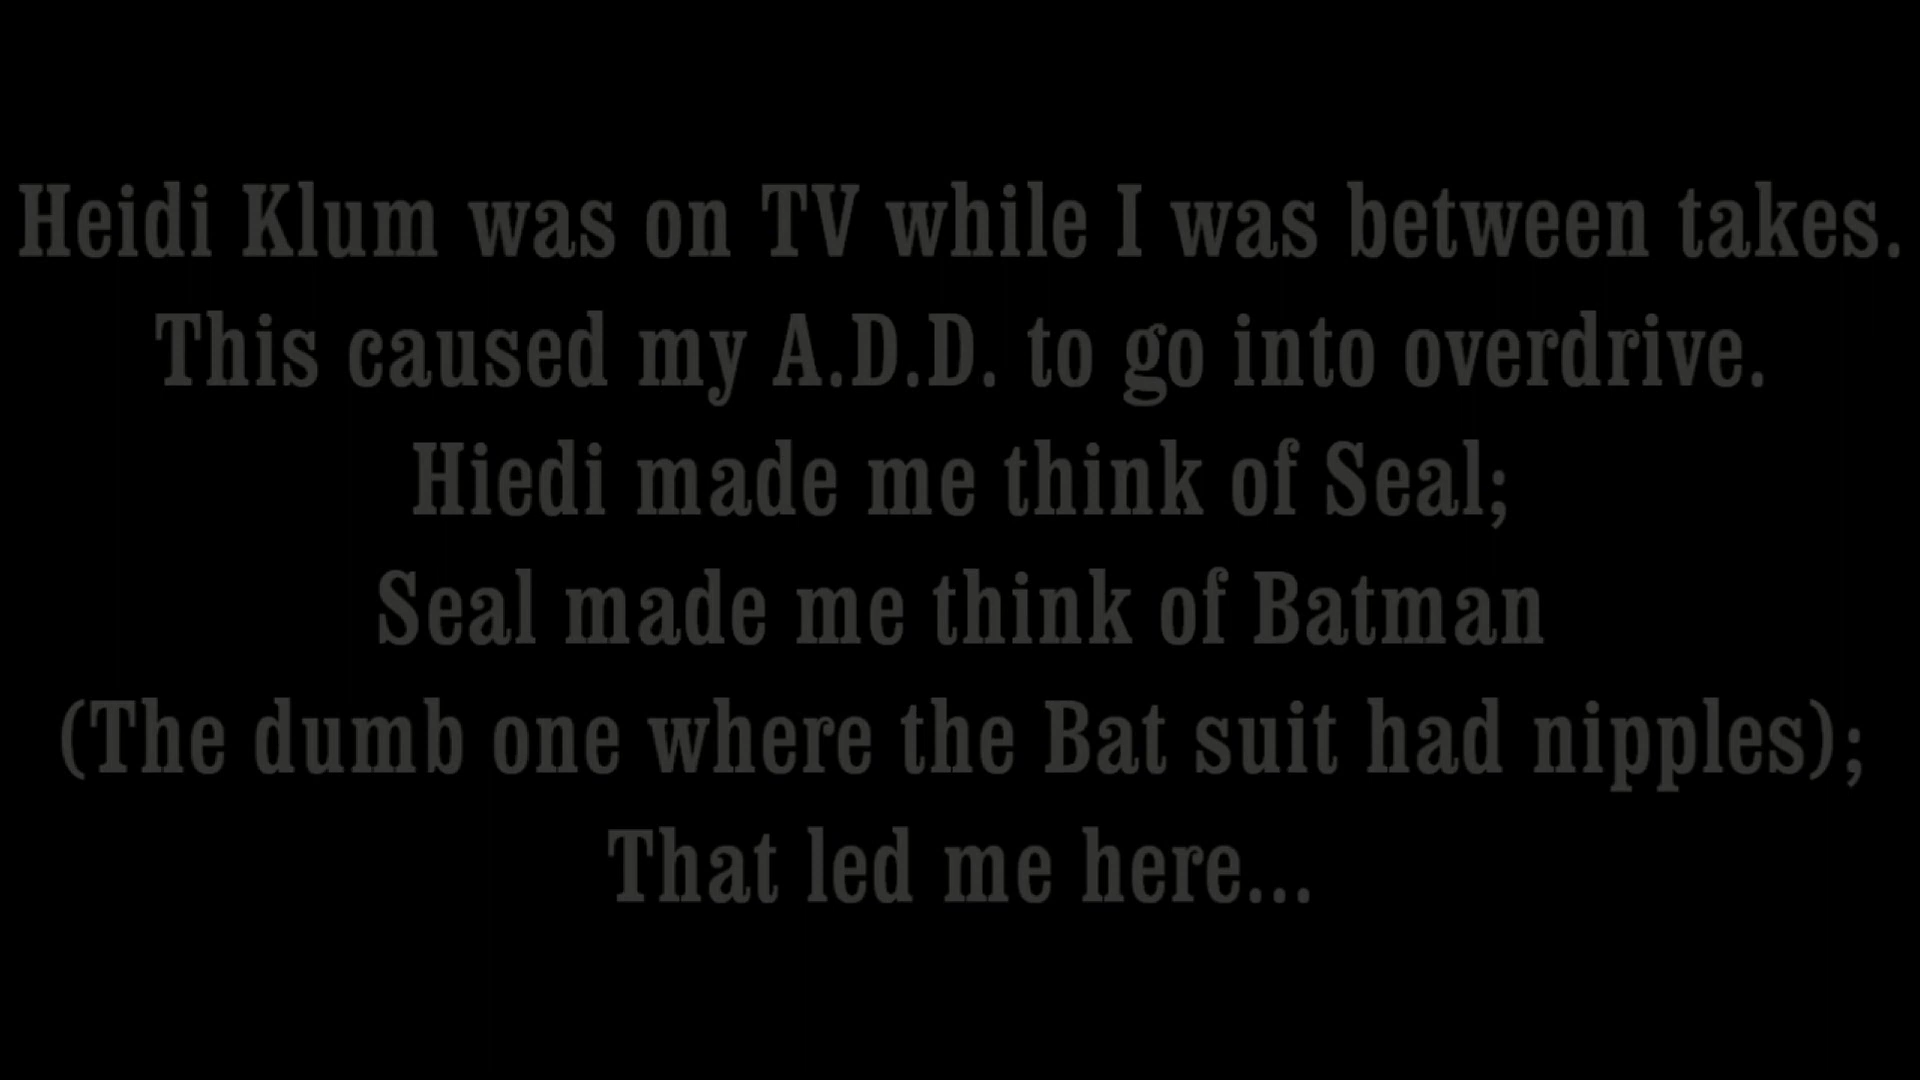 Heidi Klum was on TV while I was between takes.
This caused my A.D.D. to go into overdrive.
Hiedi made me think of Seal;
Seal made me think of Batman
(The dumb one where the Bat suit had nipples);
That led me here...